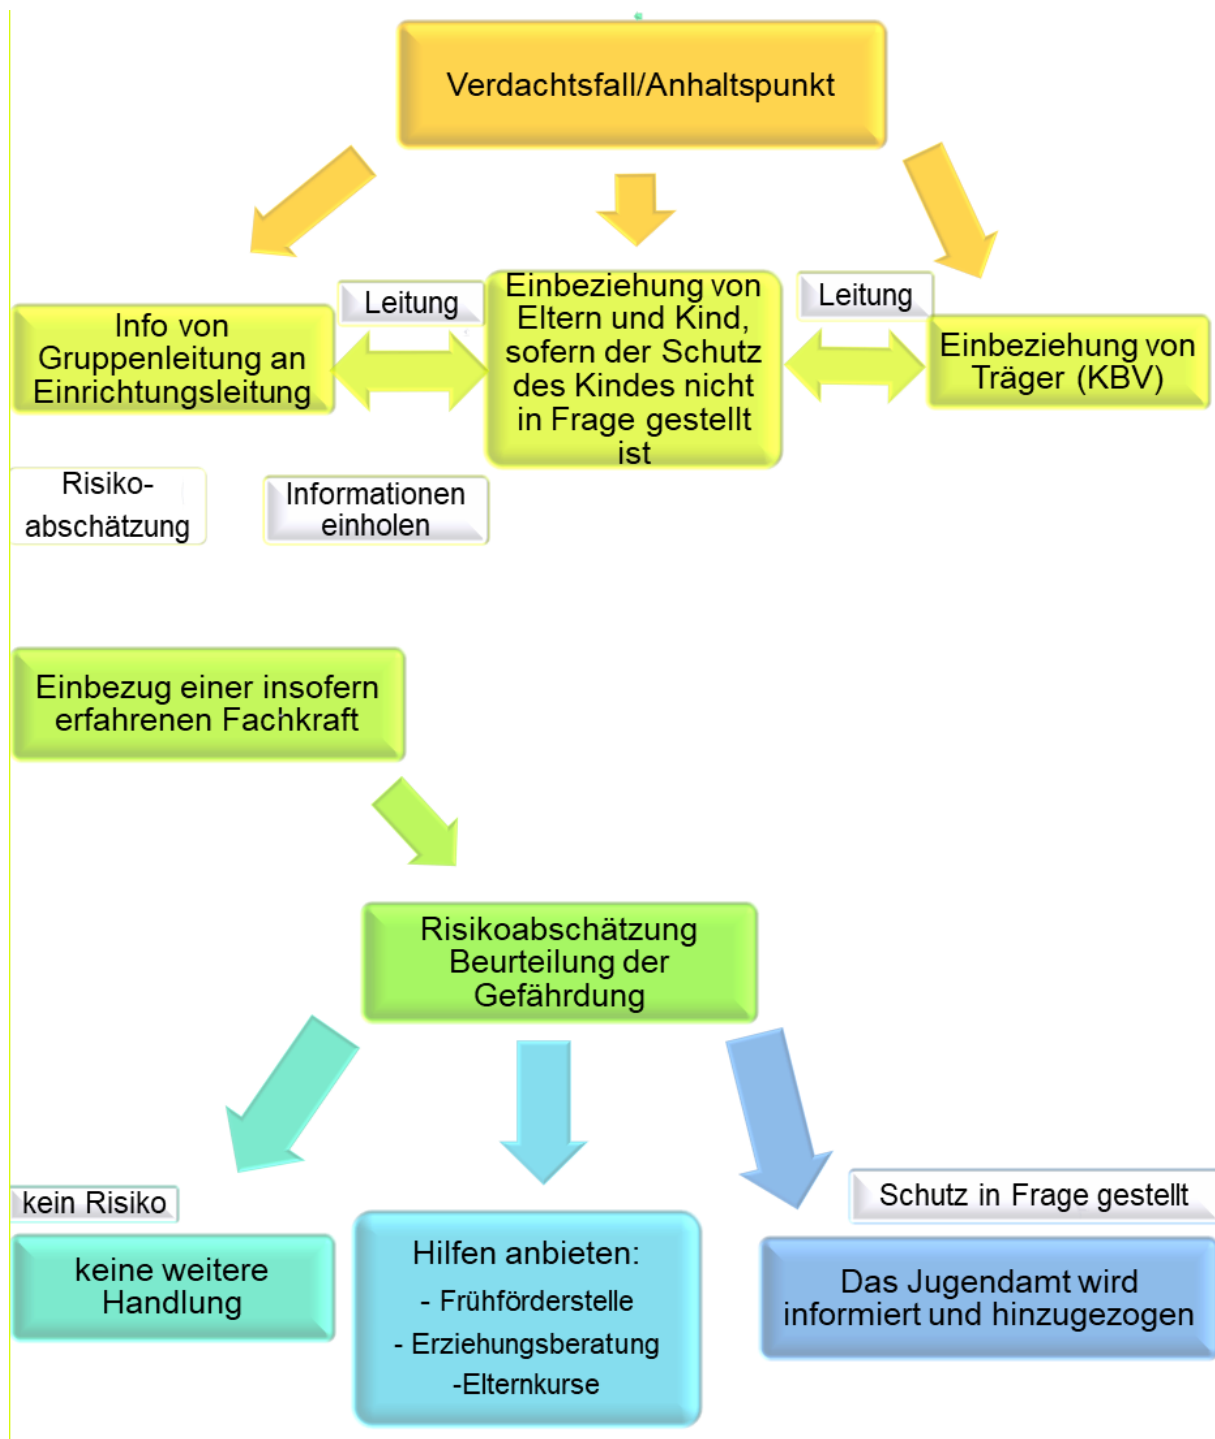 Verdachtsfall/Anhaltspunkt
Leitung
Info von
Gruppenleitung an
Einrichtungsleitung
Einbeziehung von
Eltern und Kind,
sofern der Schutz
des Kindes nicht
in Frage gestellt
ist
Leitung
Einbeziehung von
Träger (KBV)
Risiko-
abschätzung
Informationen
einholen
Einbezug einer insofern
erfahrenen Fachkraft
Risikoabschätzung
Beurteilung der
Gefährdung
kein Risiko
keine weitere
Handlung
Hilfen anbieten:
- Frühförderstelle
- Erziehungsberatung
-Elternkurse
Schutz in Frage gestellt
Das Jugendamt wird
informiert und hinzugezogen